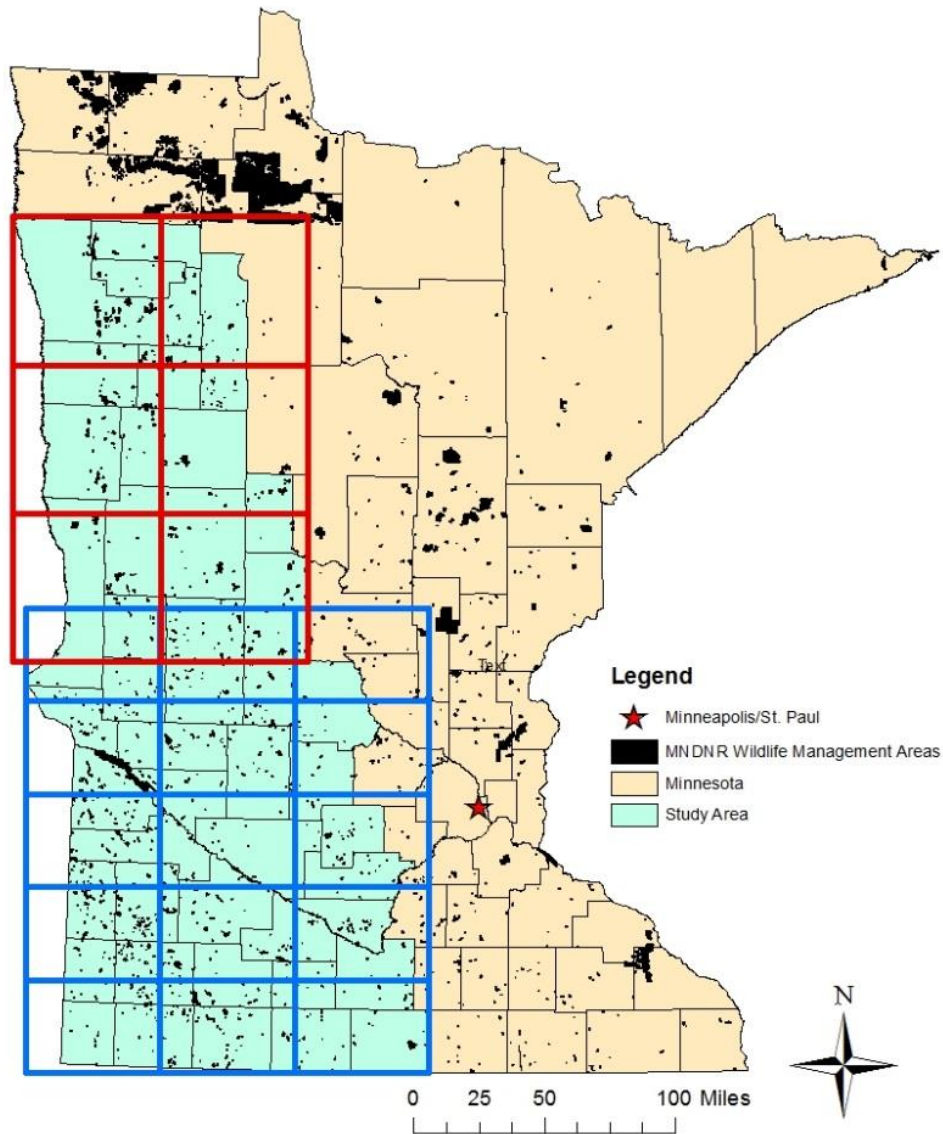 Text
Legend
Minneapolis/St. Paul
MNDNR Wildlife Management Areas
Minnesota
Study Area
N
0 25 50 100 Miles